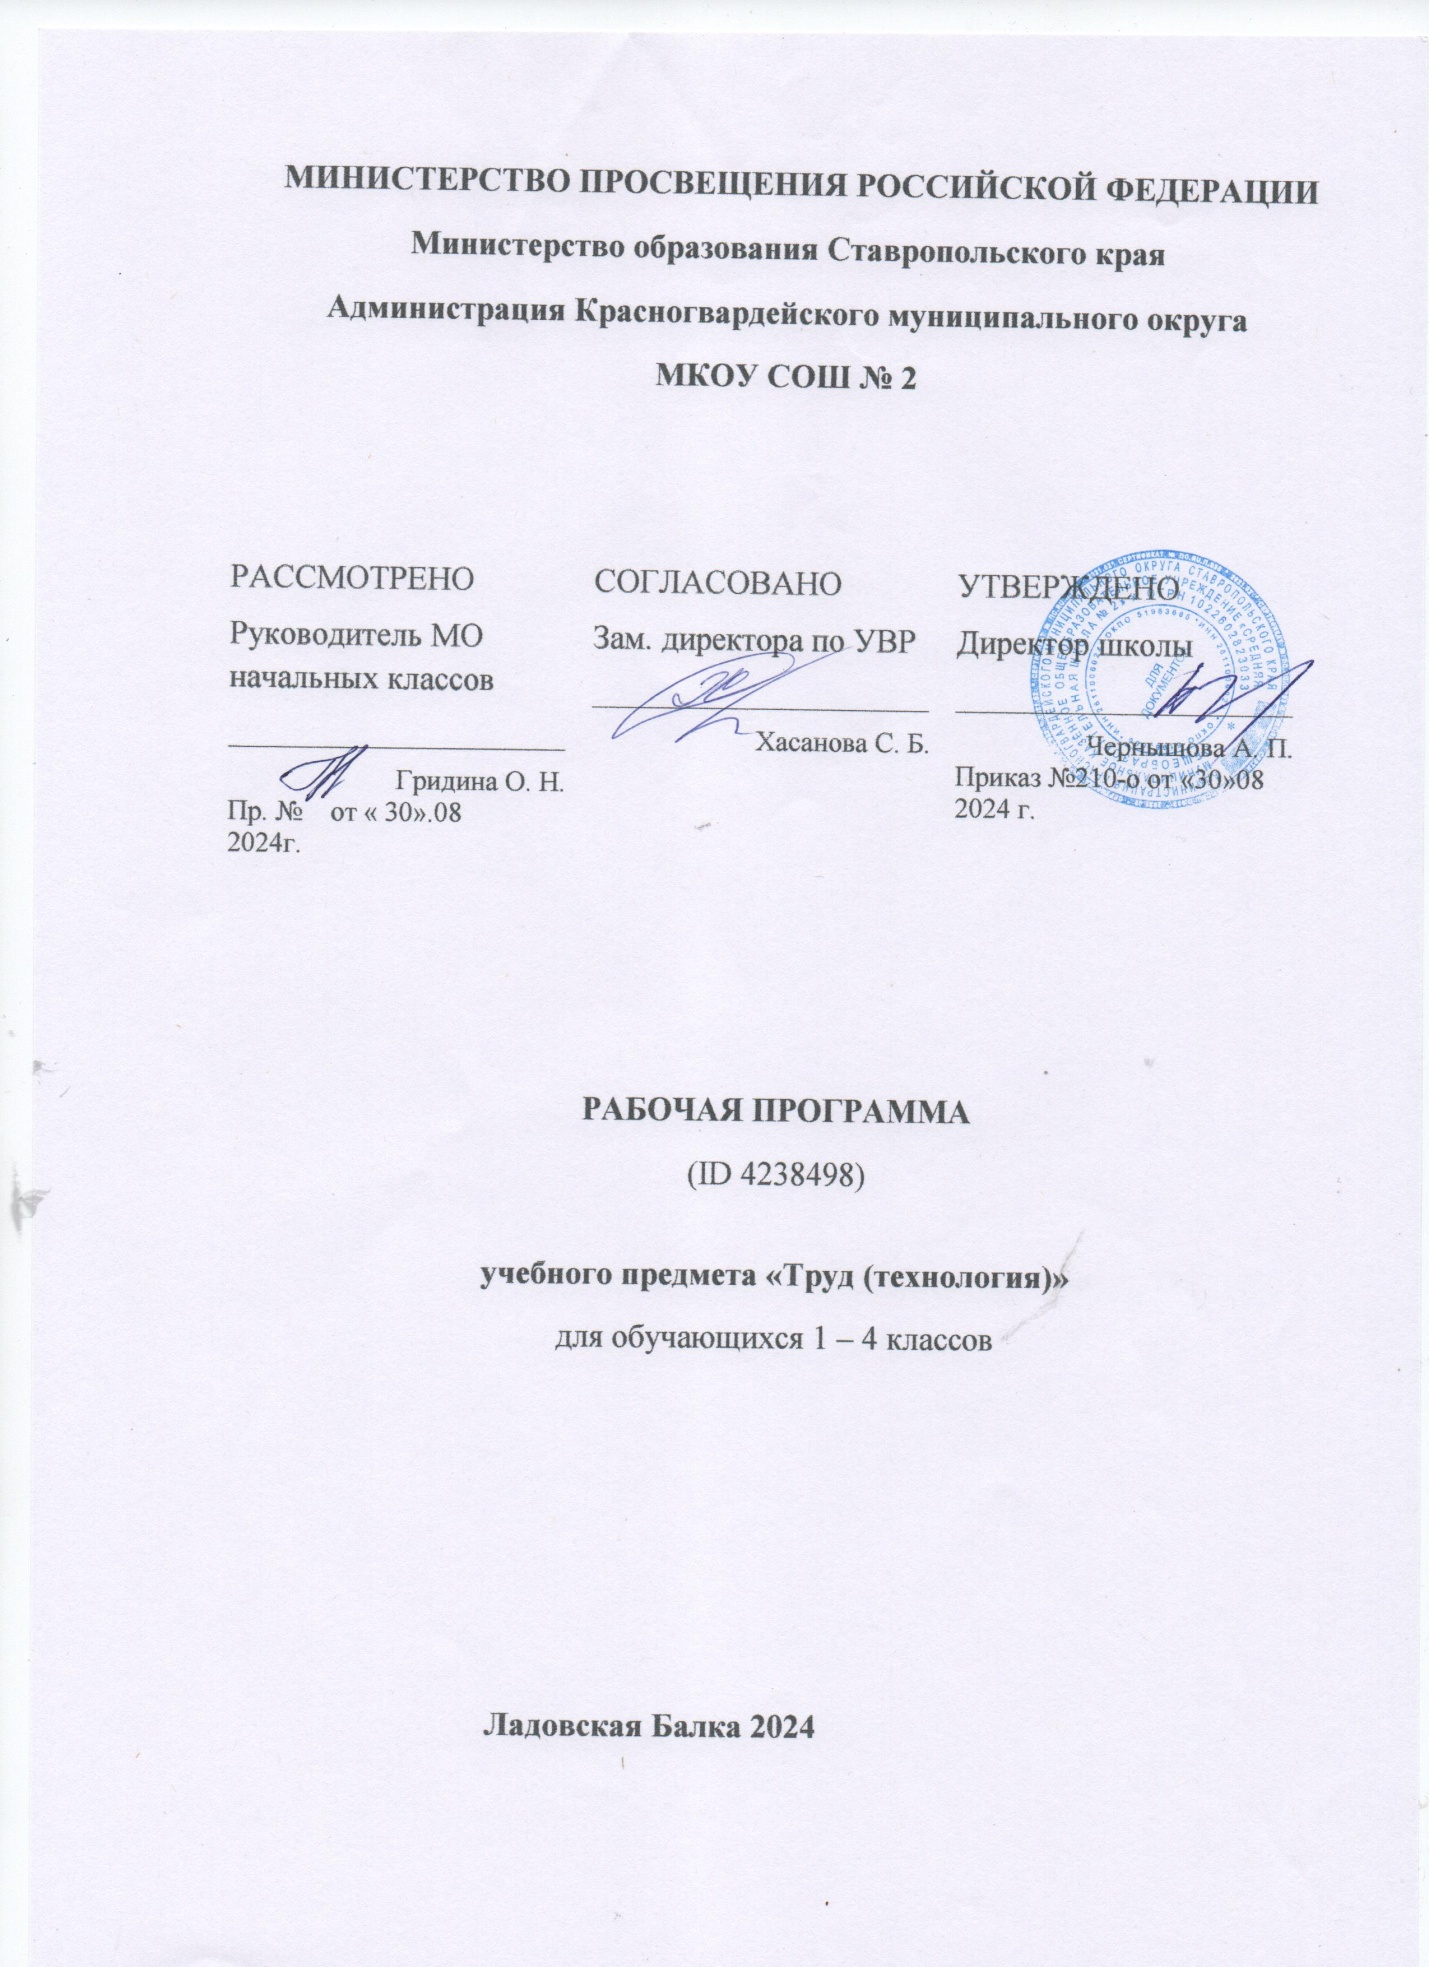 МИНИСТЕРСТВО ПРОСВЕЩЕНИЯ РОССИЙСКОЙ ФЕДЕРАЦИИ
Министерство образования Ставропольского края
Администрация Красногвардейского муниципального округа
МКОУ СОШ № 2
РАССМОТРЕНО
Руководитель МО
начальных классов
Гридина О. Н.
Пр. № от « 30».08
2024г.
СОГЛАСОВАНО
Зам. директора по УВР
Хасанова С. Б.
УТВЕРЖДЕНО
Директор школы
Чернышова А. П.
Приказ №210-о от «30»08
2024 г.
ДЛЯ
ДОКУМЕНТОВ
РАБОЧАЯ ПРОГРАММА
(ID 4238498)
учебного предмета «Труд (технология)»
для обучающихся 1 – 4 классов
Ладовская Балка 2024